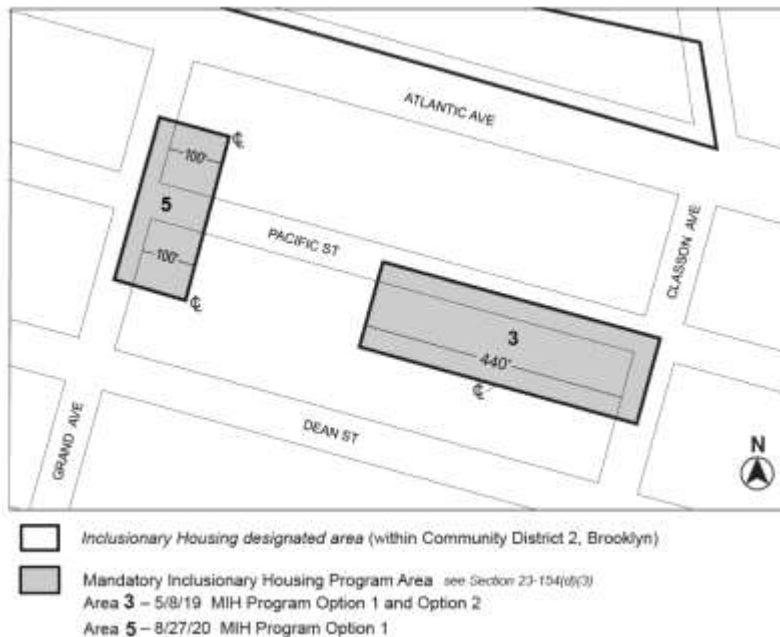 ATLANTIC AVE
100'
5
PACIFIC ST
CLASSON AVE
100'
3
440'
DEAN ST
GRAND AVE
N
Inclusionary Housing designated area (within Community District 2, Brooklyn)
Mandatory Inclusionary Housing Program Area see Section 23-154(d)(3)
Area 3 – 5/8/19 MIH Program Option 1 and Option 2
Area 5 – 8/27/20 MIH Program Option 1